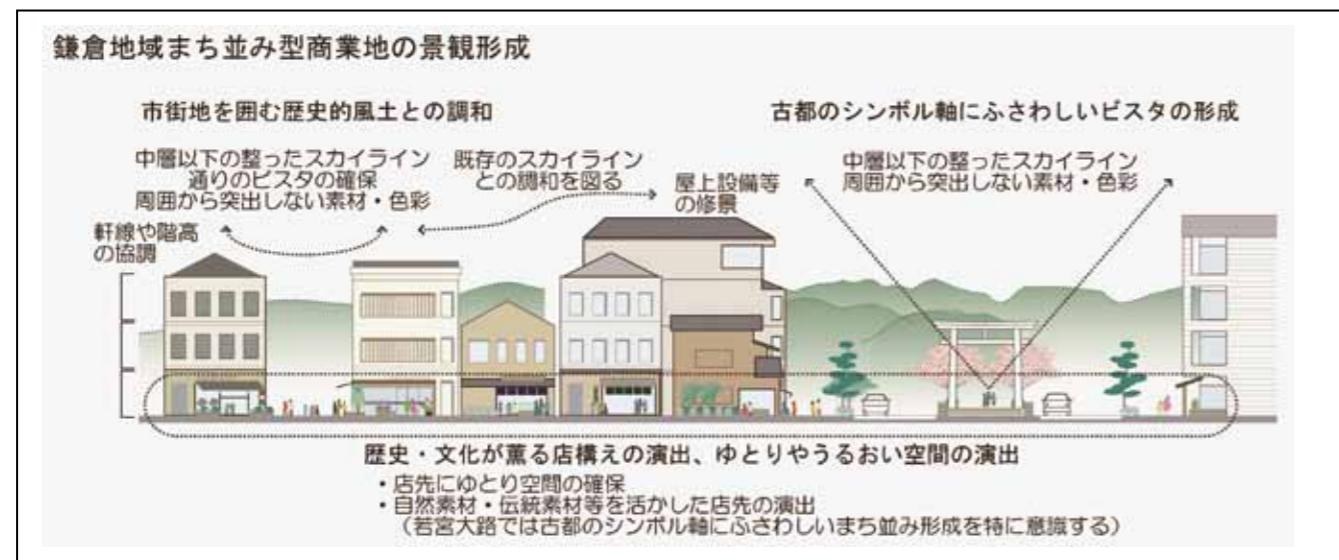 鎌倉地域まち並み型商業地の景観形成
市街地を囲む歴史的風土との調和
中層以下の整ったスカイライン
通りのビスタの確保
周囲から突出しない素材・色彩
既存のスカイライン
との調和を図る
軒線や階高
の協調
屋上設備等
の修景
古都のシンボル軸にふさわしいビスタの形成
中層以下の整ったスカイライン
周囲から突出しない素材・色彩
歴史・文化が薫る店構えの演出、ゆとりやうるおい空間の演出
・店先にゆとり空間の確保
・自然素材・伝統素材等を活かした店先の演出
（若宮大路では古都のシンボル軸にふさわしいまち並み形成を特に意識する）